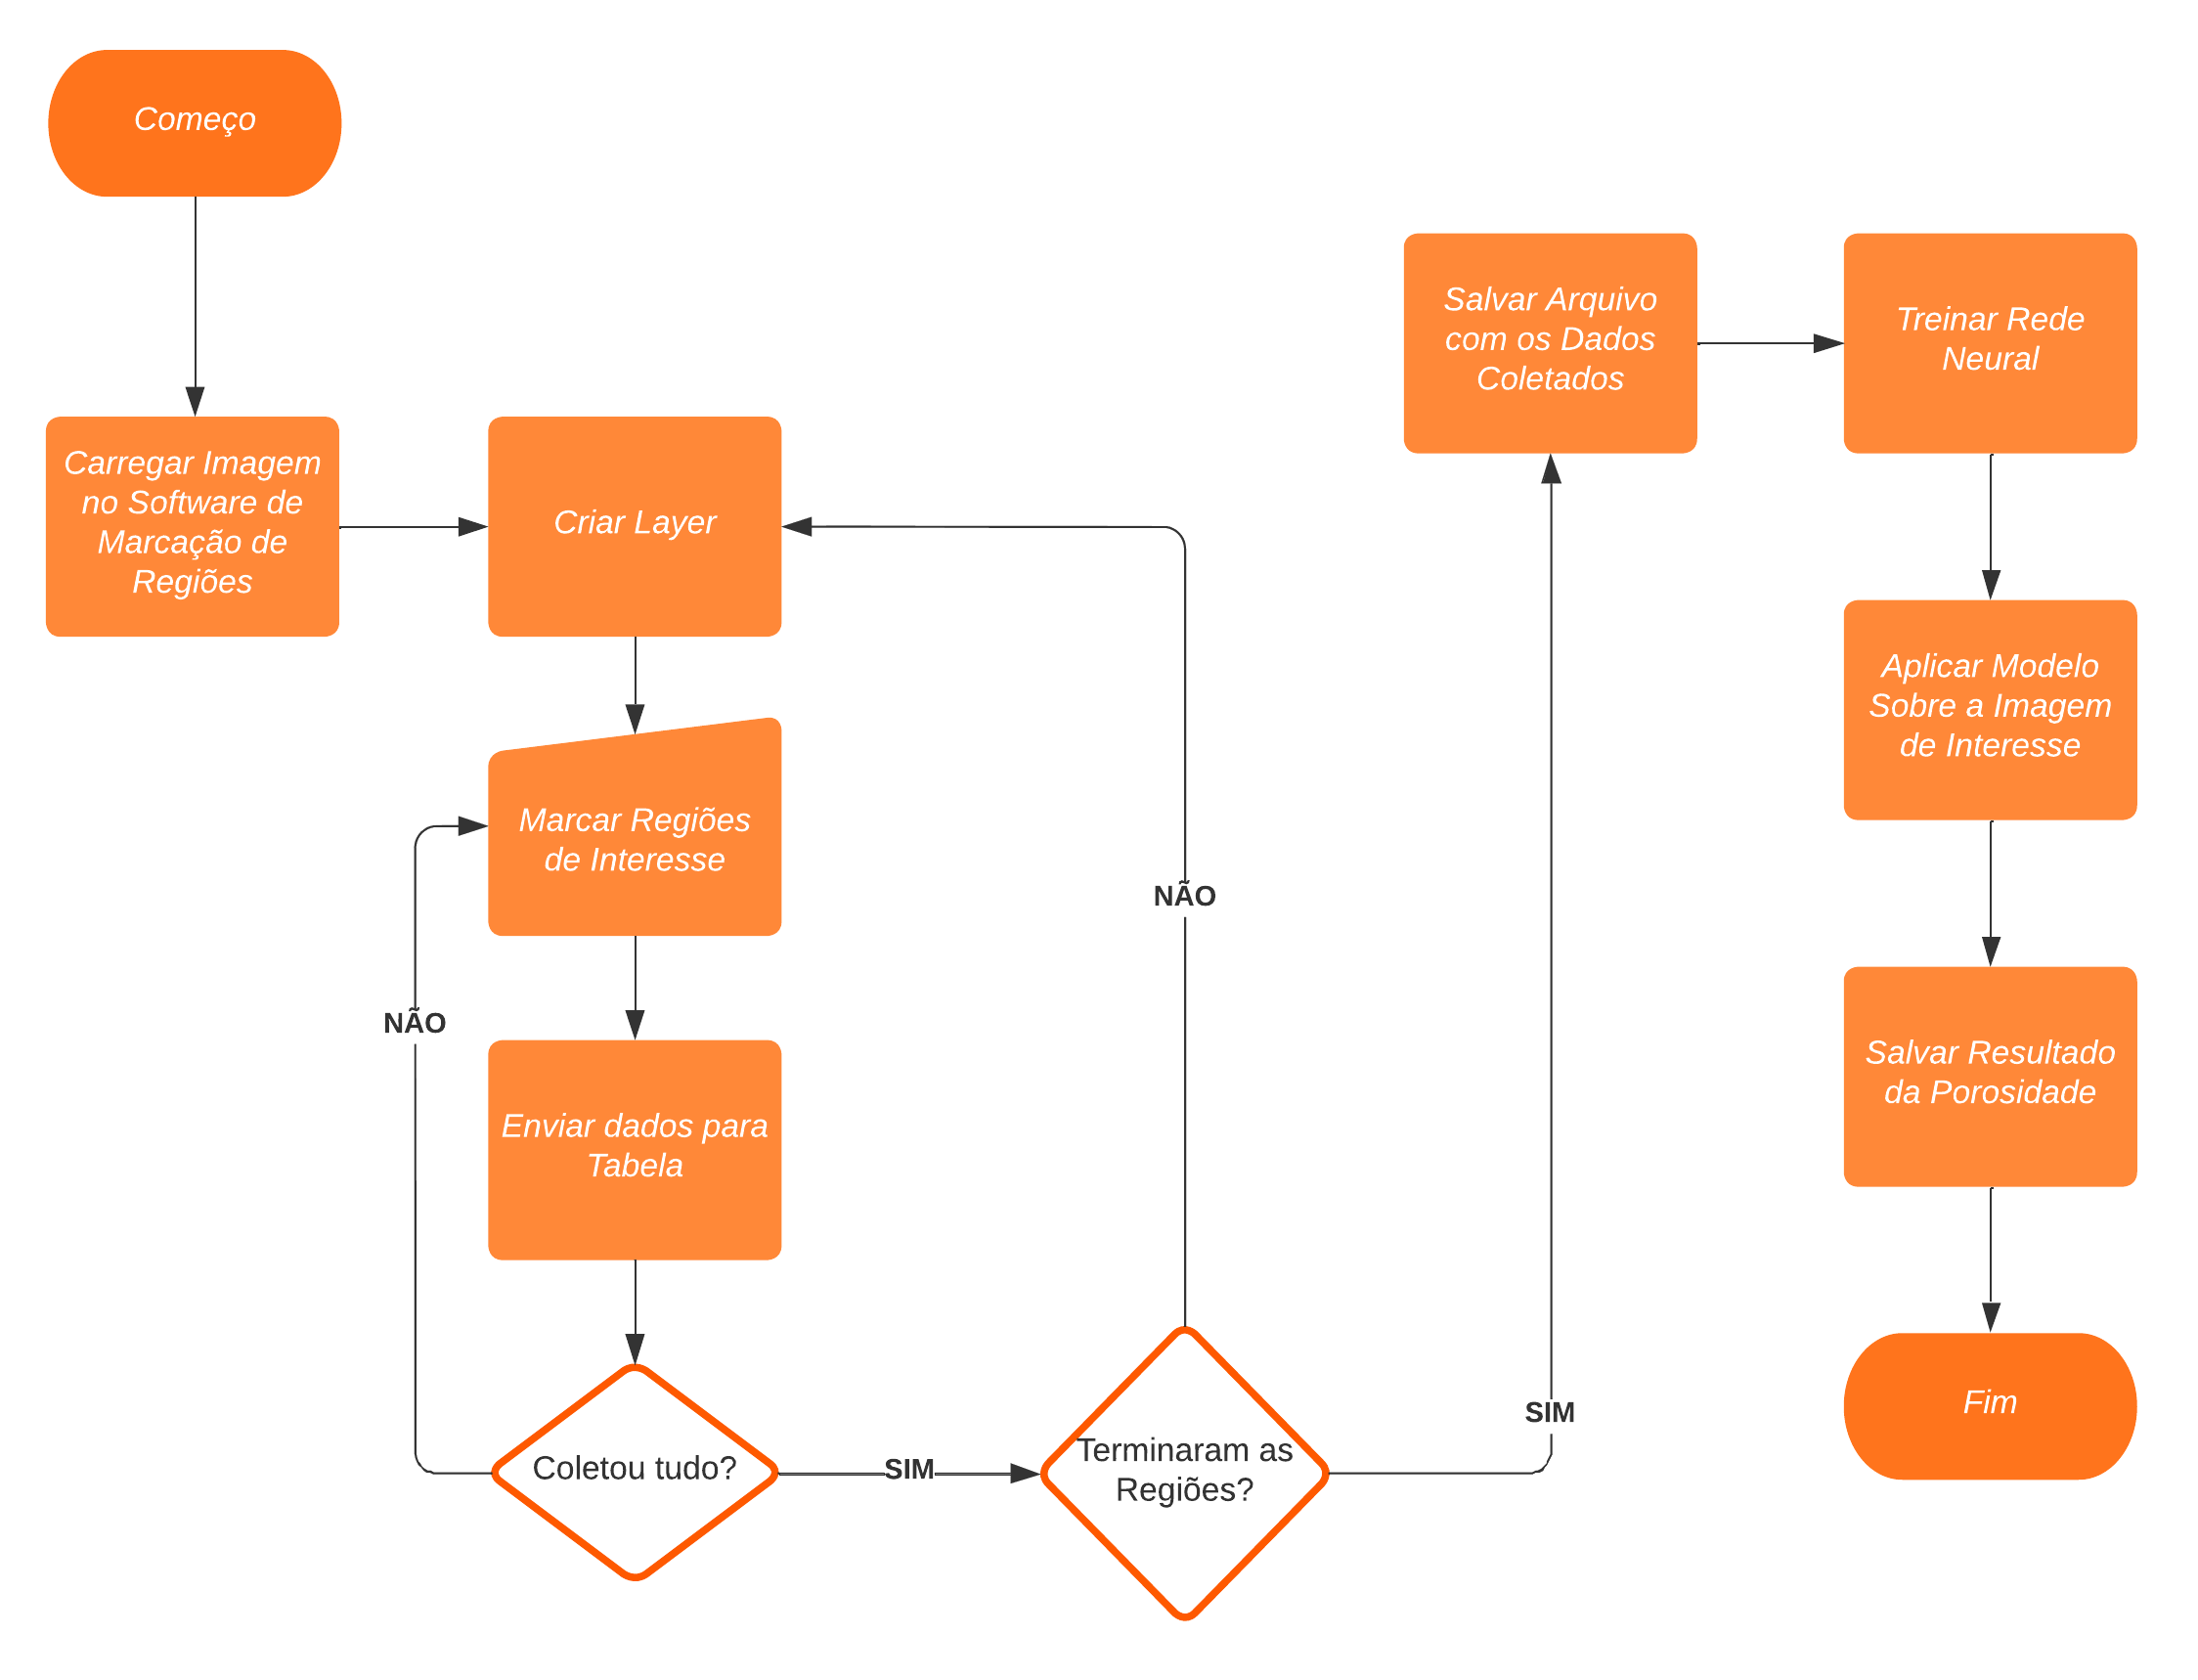 Começo
Carregar Imagem
no Software de
Marcação de
Regiões
Criar Layer
Marcar Regiões
de Interesse
NÃO
Enviar dados para
Tabela
Coletou tudo?
SIM
Terminaram as
Regiões?
NÃO
SIM
Salvar Arquivo
com os Dados
Coletados
Treinar Rede
Neural
Aplicar Modelo
Sobre a Imagem
de Interesse
Salvar Resultado
da Porosidade
Fim